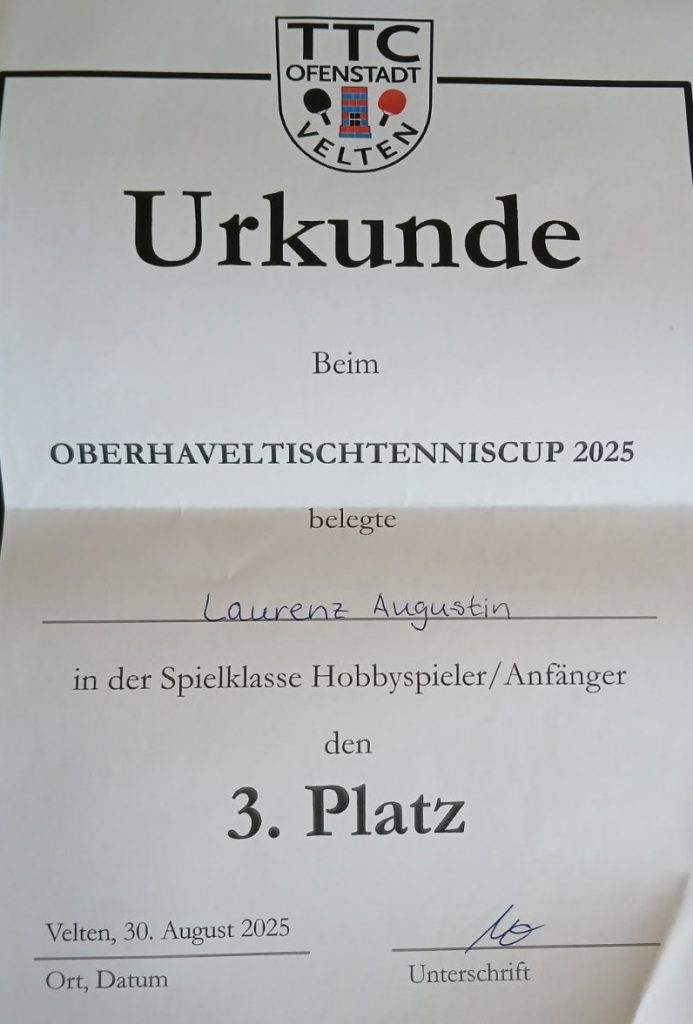 TTC
OFENSTADT
VELTEN
Urkunde
Beim
OBERHAVELTISCHTENNISCUP 2025
belegte
Laurenz Augustin
in der Spielklasse Hobbyspieler/Anfänger
den
3. Platz
Velten, 30. August 2025
Ort, Datum
Unterschrift